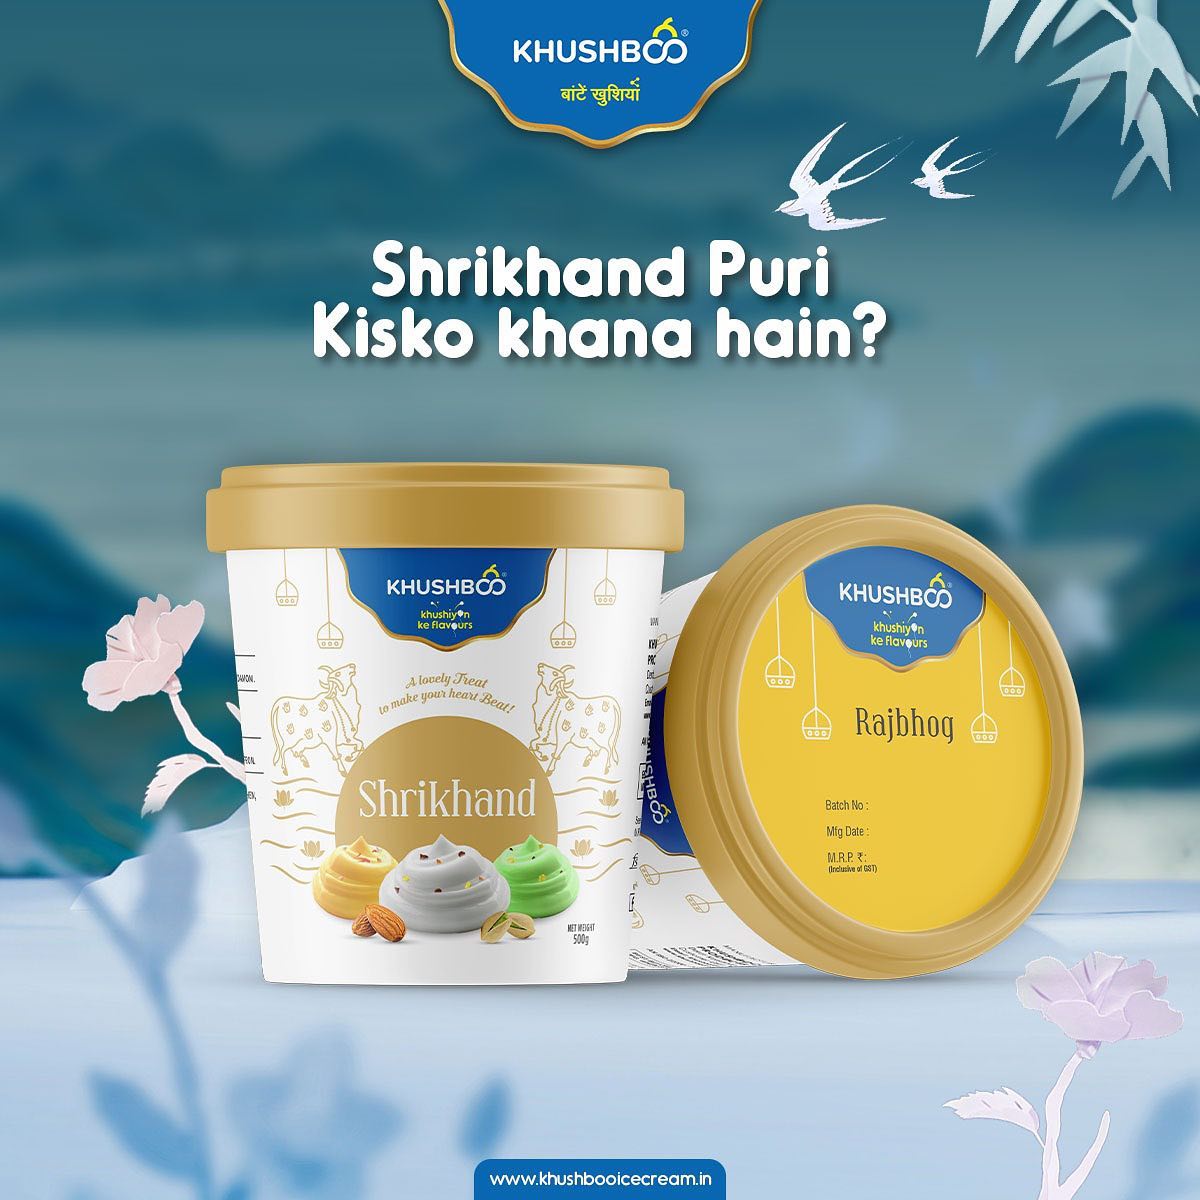 KHUSHBOO®
बांटें खुशियाँ
Shrikhand Puri
Kisko khana hain?
KHUSHBOO®
khushiyon
ke flavours
A lovely Treat
to make your heart Beat!
Shrikhand
NET WEIGHT
500g
KHUSHBOO®
khushiyon
ke flavours
Rajbhog
Batch No :
Mfg Date :
M.R.P. ₹:
(Inclusive of GST)
www.khushbooicecream.in